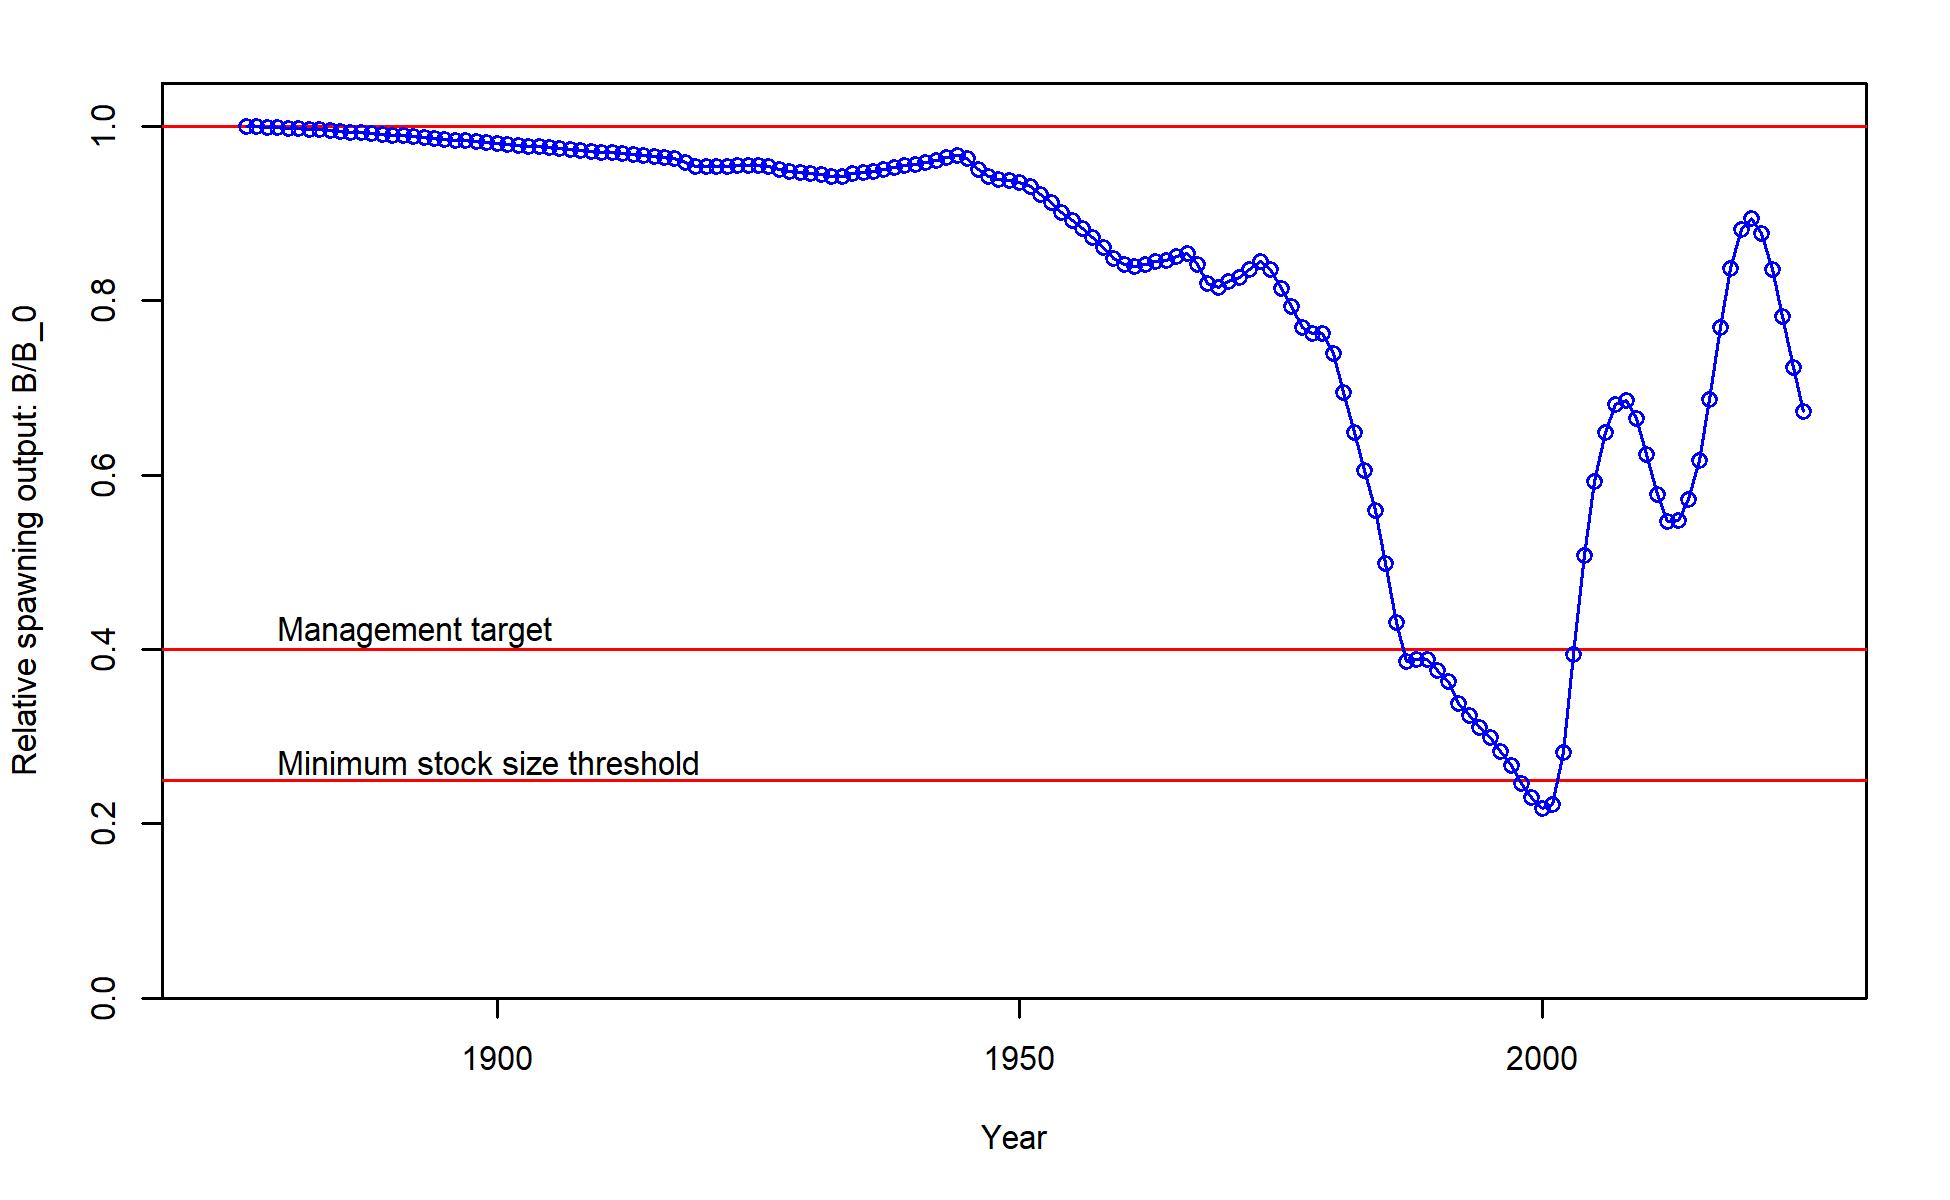 Relative spawning output: B/B_0
1.0
0.8
0.6
0.4
0.2
0.0
Management target
Minimum stock size threshold
1900
1950
2000
Year